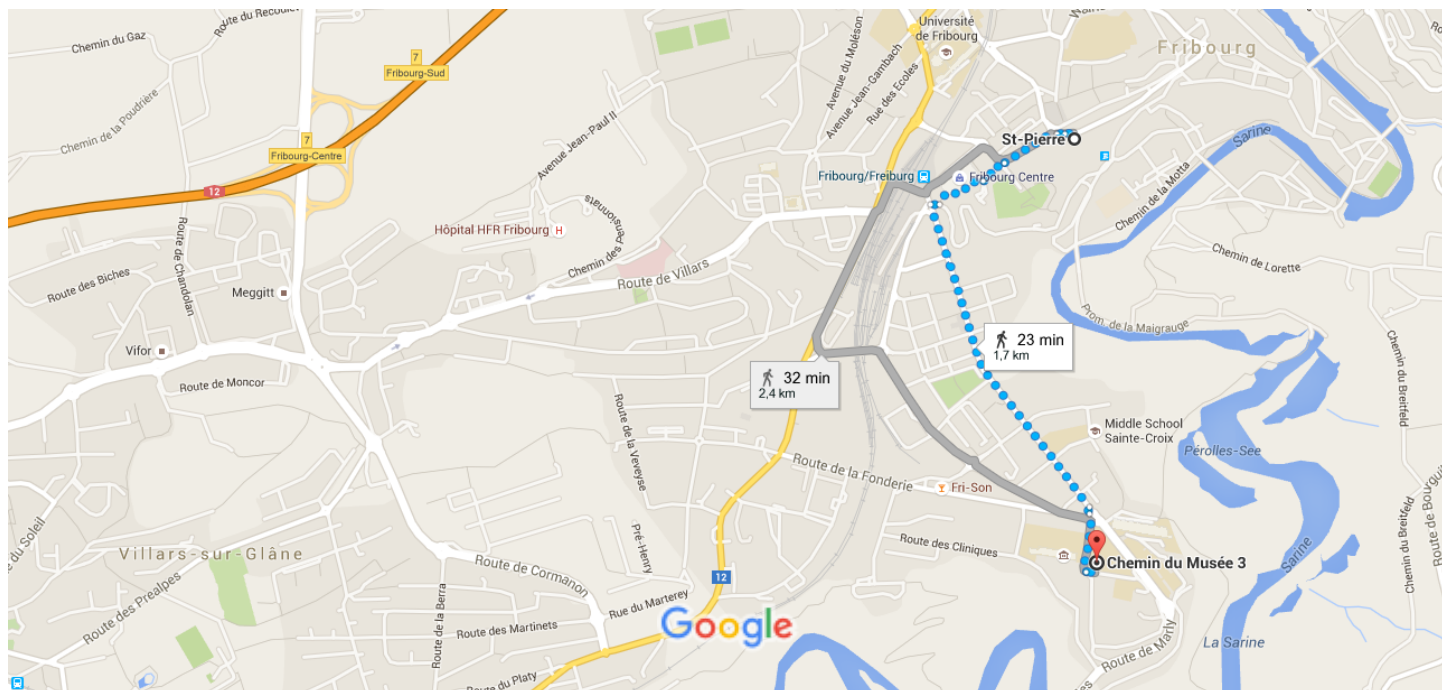 Chemin du Gaz
Route du Recoulet
7
Fribourg-Sud
Chemin de la Poudrière
7
Fribourg-Centre
12
Avenue Jean-Paul II
Avenue du Moléson
Avenue Jean-Gambach
Rue des Ecoles
Université
de Fribourg
Fribourg
St-Pierre
Sarine
Fribourg/Freiburg
Fribourg Centre
Chemin de la Motta
Chemin de Lorette
Hôpital HFR Fribourg
H
Chemin des Pensionnats
Route de Villars
Route de Chandolan
Route des Biches
Meggitt
Vifor
Route de Moncor
Prom. de la Maigrauge
23 min
1,7 km
32 min
2,4 km
Middle School
Sainte-Croix
Pérolles-See
Route de la Veveyse
Route de la Fonderie
Fri-Son
Route des Cliniques
Chemin du Musée 3
Chemin du Breitfeld
Route de Bourguillon
Sarine
La Sarine
Route de Marly
Villars-sur-Glâne
Pré-Henry
Route de Cormanon
12
Rue du Marterey
Route des Martinets
Route de la Berra
Route des Prealpes
Route du Platy
Google